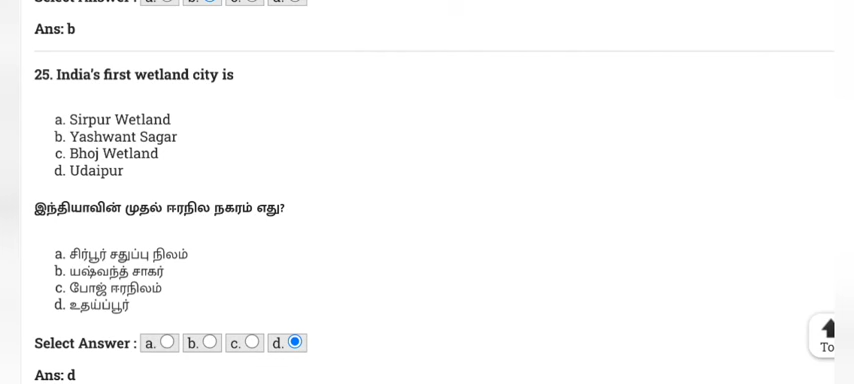 Ans: b
25. India's first wetland city is
a. Sirpur Wetland
b. Yashwant Sagar
c. Bhoj Wetland
d. Udaipur
இந்தியாவின் முதல் ஈரநில நகரம் எது?
a. சிர்பூர் சதுப்பு நிலம்
b. யஷ்வந்த் சாகர்
c. போஜ் ஈரநிலம்
d. உதய்ப்பூர்
Select Answer : a. b. c. d.
To
Ans: d